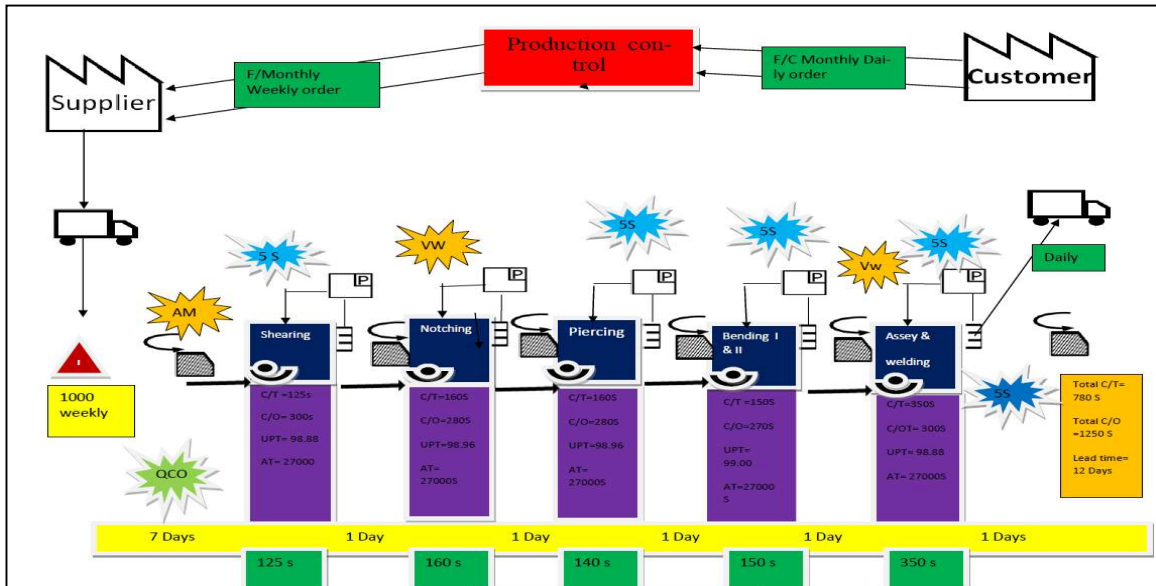 Production con-
trol
F/Monthly
Weekly order
F/C Monthly Dai-
ly order
Supplier
Customer
5 S
VW
5S
5S
Vw
5S
Daily
AM
P
P
P
P
P
I
1000
weekly
Shearing
C/T =125s
C/O= 300s
UPT= 98.88
AT= 27000
Notching
C/T=160S
C/O=280S
UPT= 98.96
AT=
27000S
Piercing
C/T=160S
C/O=280S
UPT=98.96
AT=
27000S
Bending I
& II
C/T =150S
C/O=270S
UPT=
99.00
AT=27000
S
Assey &
welding
C/T=350S
C/OT= 300S
UPT= 98.88
AT= 27000S
5S
Total C/T=
780 S
Total C/O
=1250 S
Lead time=
12 Days
QCO
7 Days
1 Day
1 Day
1 Day
1 Day
1 Days
125 s
160 s
140 s
150 s
350 s